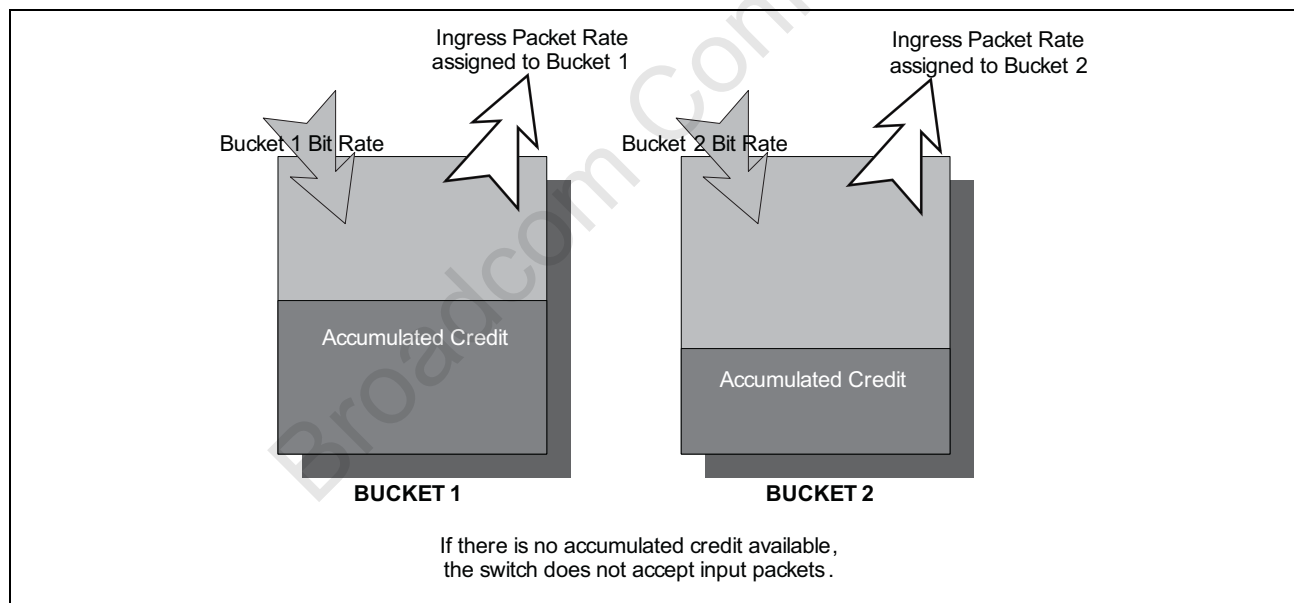 Ingress Packet Rate
assigned to Bucket 1
Ingress Packet Rate
assigned to Bucket 2
Bucket 1 Bit Rate
Bucket 2 Bit Rate
Accumulated Credit
Accumulated Credit
BUCKET 1
BUCKET 2
If there is no accumulated credit available,
the switch does not accept input packets.
Broadcom Com